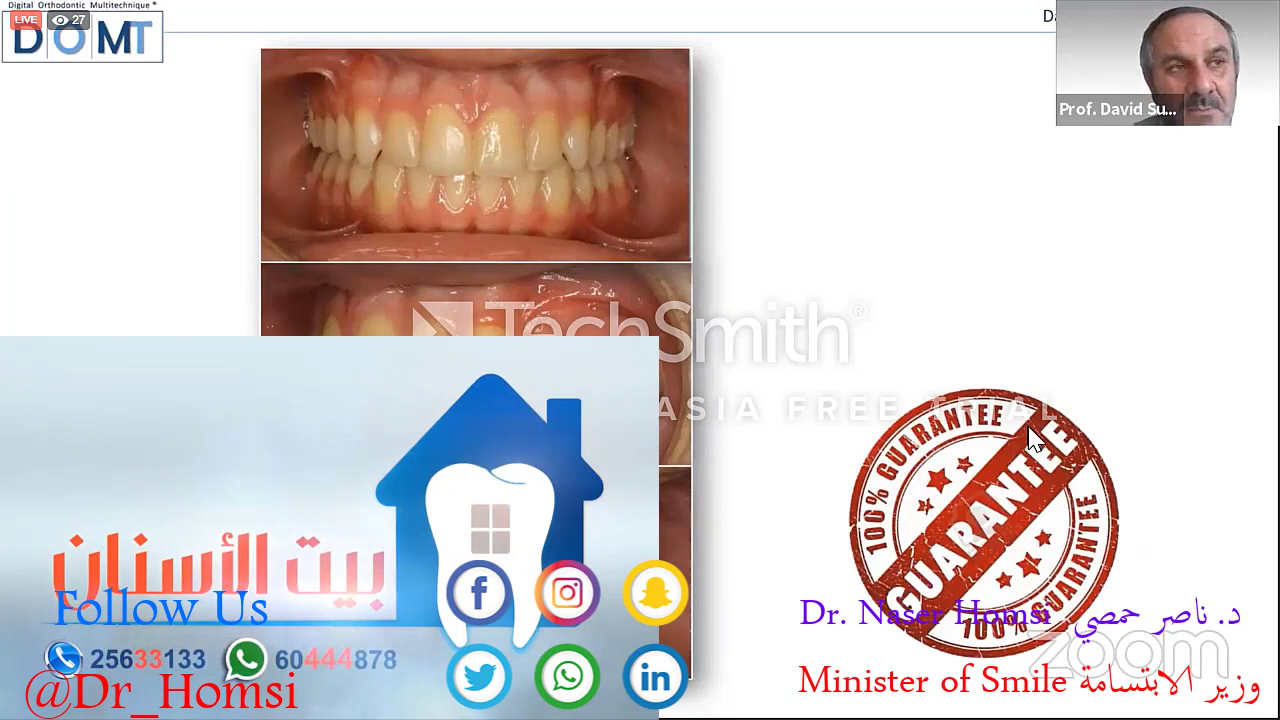 Digital Orthodontic Multitechnique®
LIVE 27
DOMT
Da
Prof. David Su...
TechSmith®
ASIA FREE TRIAL
100% GUARANTEE
GUARANTEE
100% GUARANTEE
بيت الأسنان
Follow Us
25633133 60444878
@Dr_Homsi
Dr. Naser Homsi د. ناصر حمصي
zoom
Minister of Smile وزير الابتسامة